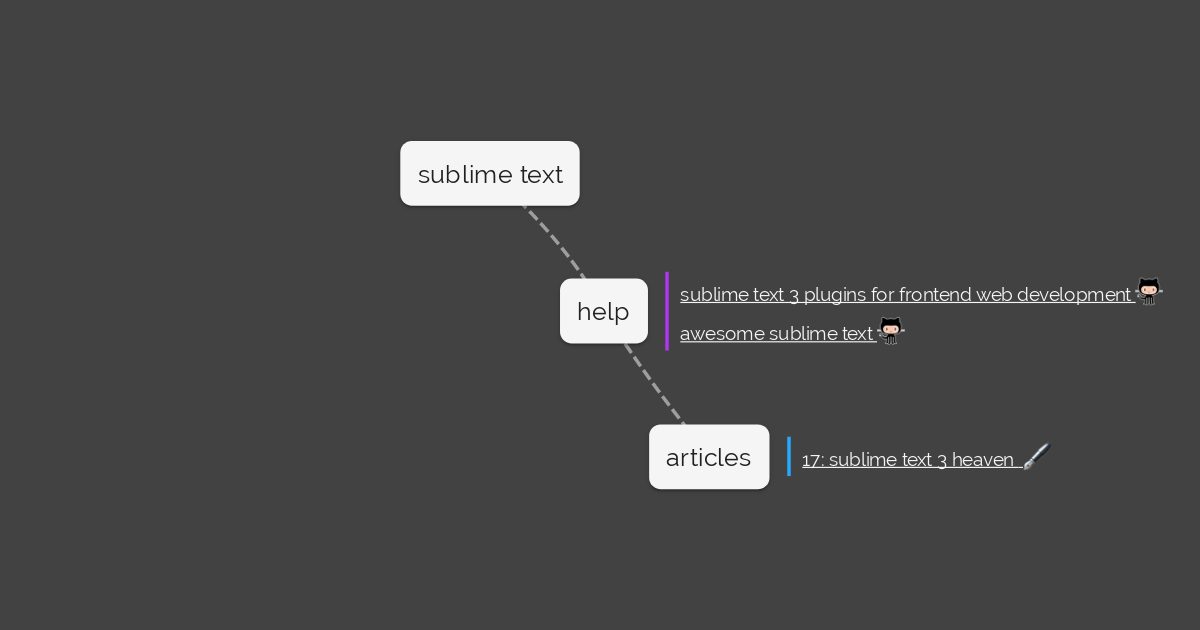 sublime text
help
sublime text 3 plugins for frontend web development
awesome sublime text
articles
17: sublime text 3 heaven